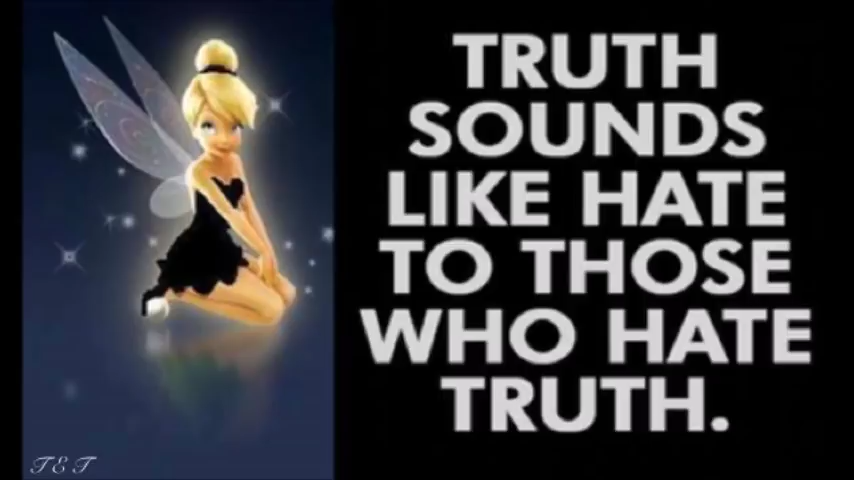 TRUTH
SOUNDS
LIKE HATE
TO THOSE
WHO HATE
TRUTH.
T&T